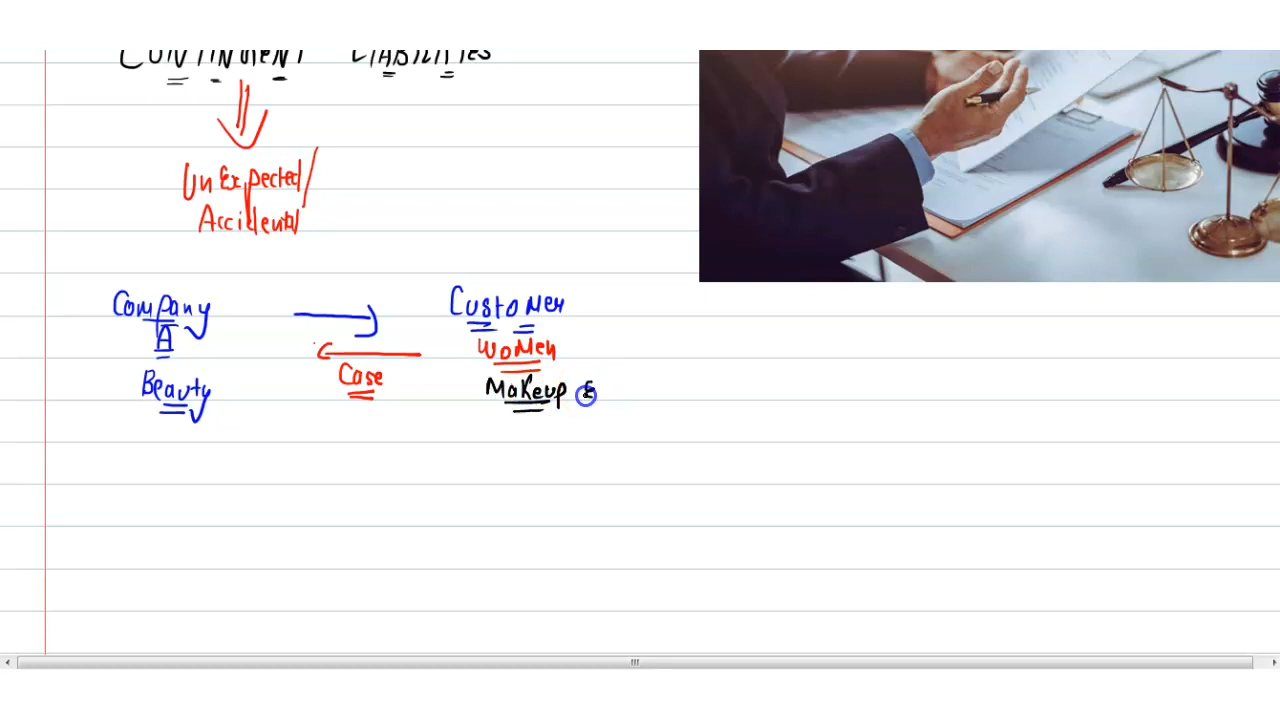 CONTINGENT LIABILITIES
UnExpected/
Accidental
Company → Customer
A
Women
Case
Beauty
Makeup &